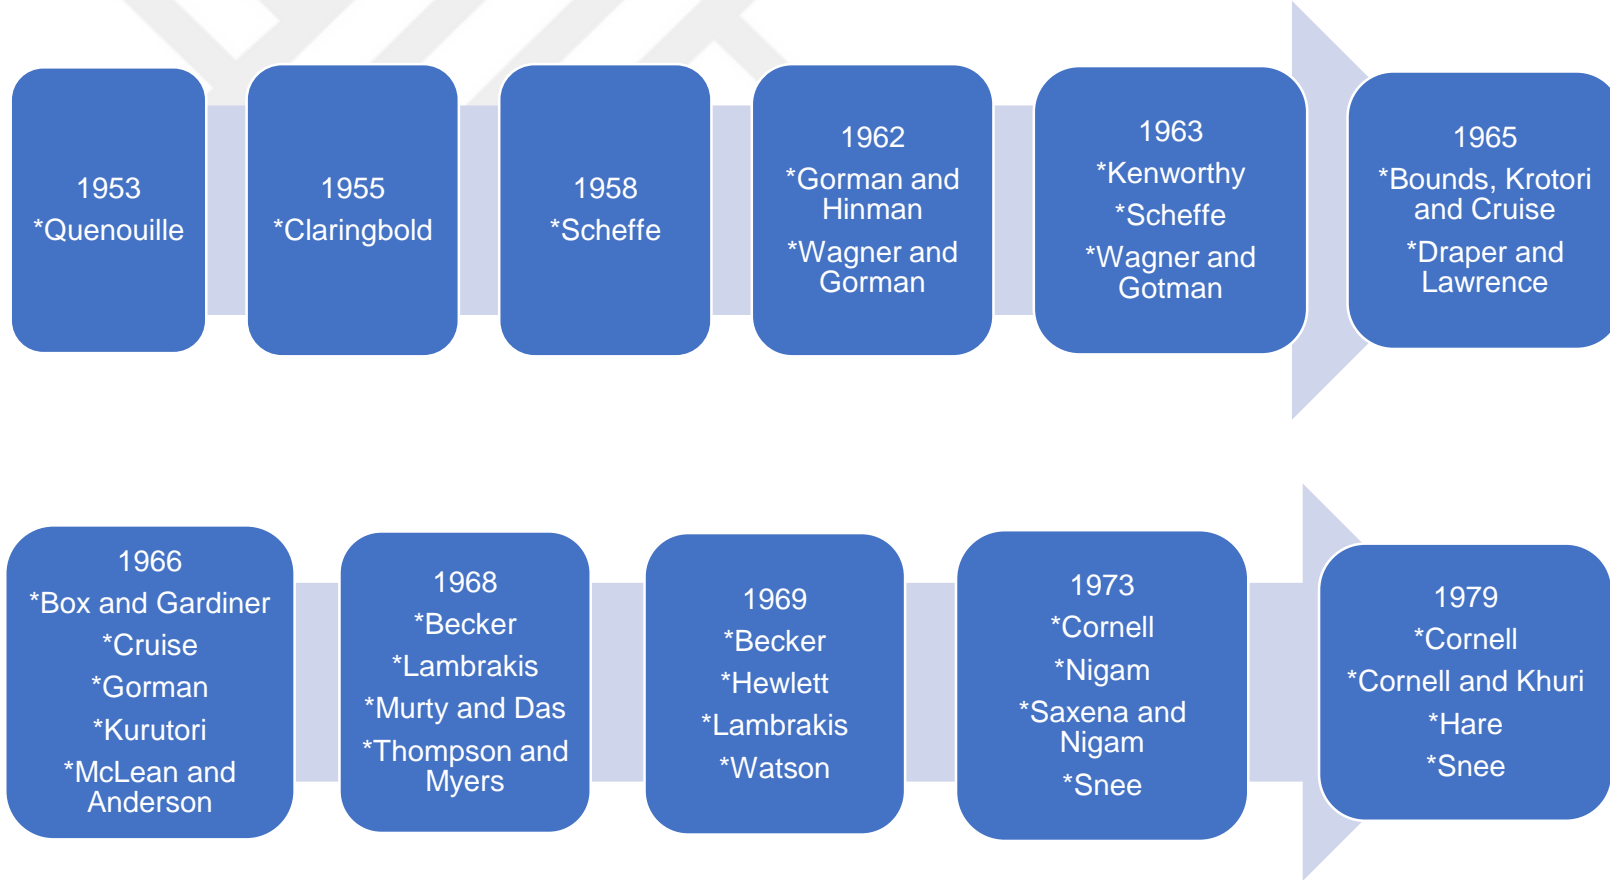 1953
*Quenouille
1955
*Claringbold
1958
*Scheffe
1962
*Gorman and
Hinman
*Wagner and
Gorman
1963
*Kenworthy
*Scheffe
*Wagner and
Gotman
1965
*Bounds, Krotori
and Cruise
*Draper and
Lawrence
1966
*Box and Gardiner
*Cruise
*Gorman
*Kurutori
*McLean and
Anderson
1968
*Becker
*Lambrakis
*Murty and Das
*Thompson and
Myers
1969
*Becker
*Hewlett
*Lambrakis
*Watson
1973
*Cornell
*Nigam
*Saxena and
Nigam
*Snee
1979
*Cornell
*Cornell and Khuri
*Hare
*Snee